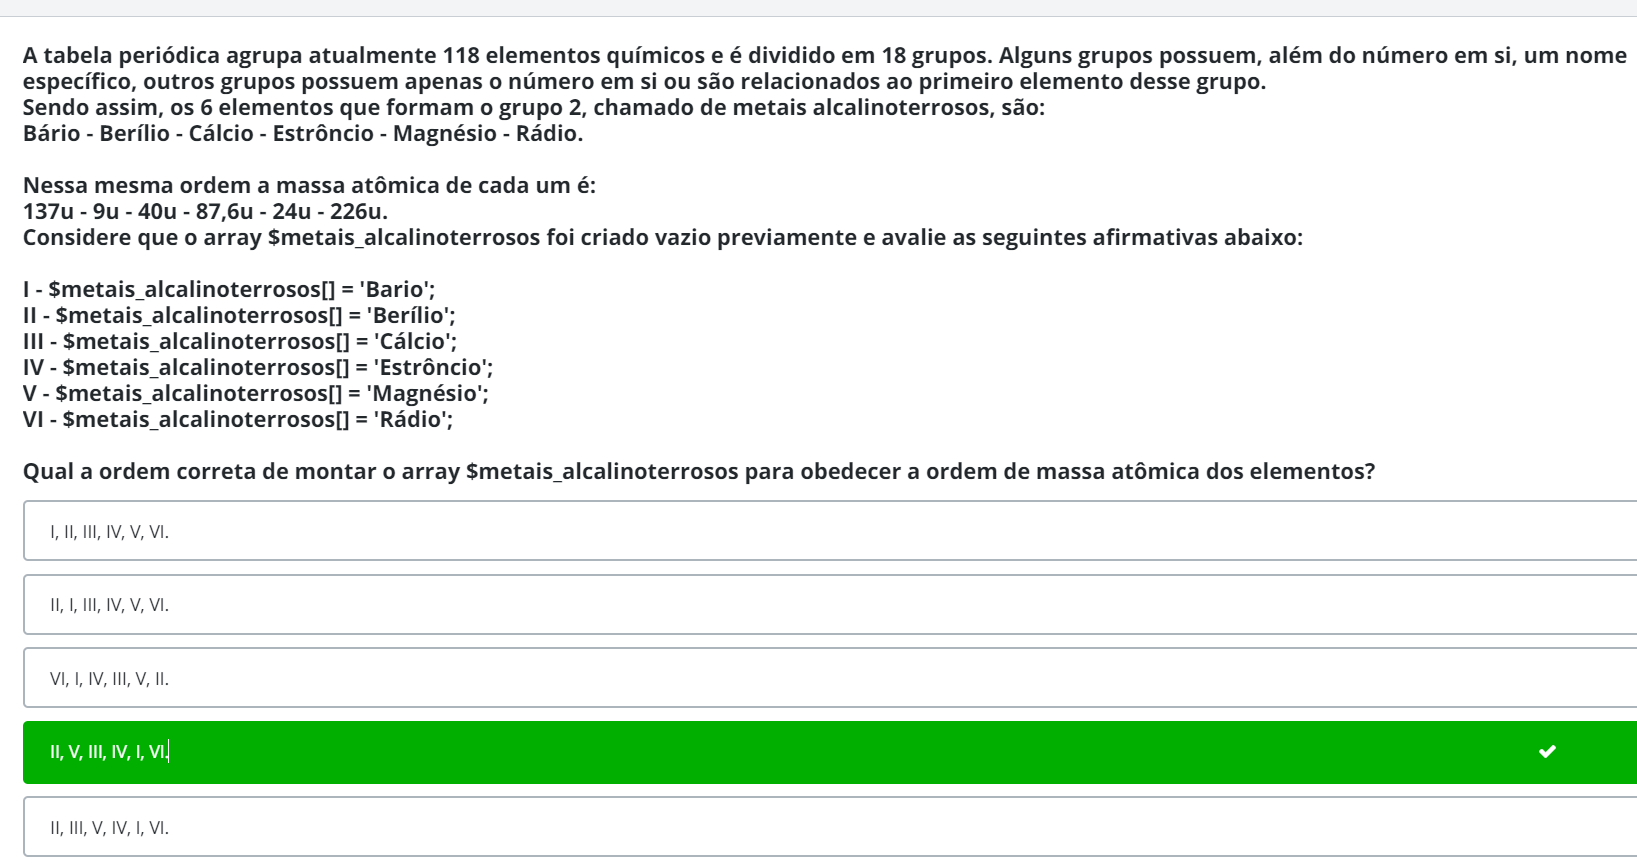 A tabela periódica agrupa atualmente 118 elementos químicos e é dividido em 18 grupos. Alguns grupos possuem, além do número em si, um nome
específico, outros grupos possuem apenas o número em si ou são relacionados ao primeiro elemento desse grupo.
Sendo assim, os 6 elementos que formam o grupo 2, chamado de metais alcalinoterrosos, são:
Bário - Berílio - Cálcio - Estrôncio - Magnésio - Rádio.
Nessa mesma ordem a massa atômica de cada um é:
137u - 9u - 40u - 87,6u - 24u - 226u.
Considere que o array $metais_alcalinoterrosos foi criado vazio previamente e avalie as seguintes afirmativas abaixo:
I - $metais_alcalinoterrosos[] = 'Bario';
II - $metais_alcalinoterrosos[] = 'Berílio';
III - $metais_alcalinoterrosos[] = 'Cálcio';
IV - $metais_alcalinoterrosos[] = 'Estrôncio';
V - $metais_alcalinoterrosos[] = 'Magnésio';
VI - $metais_alcalinoterrosos[] = 'Rádio';
Qual a ordem correta de montar o array $metais_alcalinoterrosos para obedecer a ordem de massa atômica dos elementos?
I, II, III, IV, V, VI.
II, I, III, IV, V, VI.
VI, I, IV, III, V, II.
II, V, III, IV, I, VI.
II, III, V, IV, I, VI.